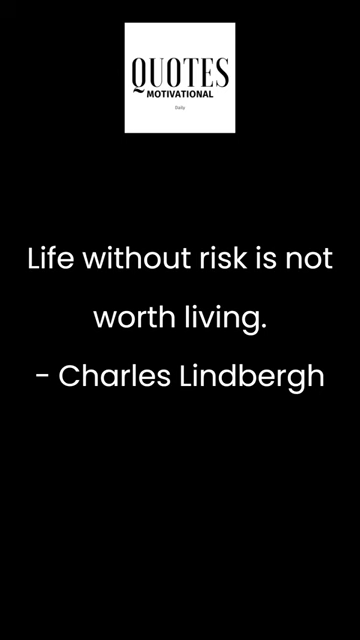 QUOTES
MOTIVATIONAL
Daily
Life without risk is not
worth living.
- Charles Lindbergh